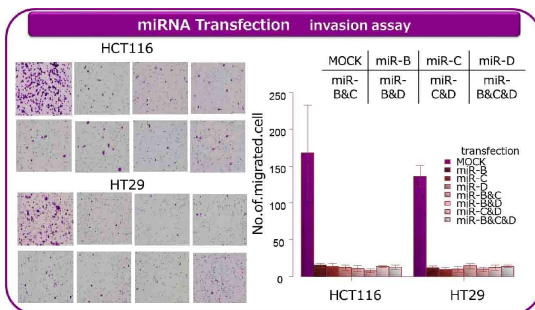 miRNA Transfection invasion assay
HCT116
HT29
MOCK miR-B miR-C miR-D
miR-B&C miR-B&D miR-C&D miR-B&C&D
No.of.migrated.cell
250
200
150
100
50
0
transfection
MOCK
miR-B
miR-C
miR-D
miR-B&C
miR-B&D
miR-C&D
miR-B&C&D
HCT116 HT29